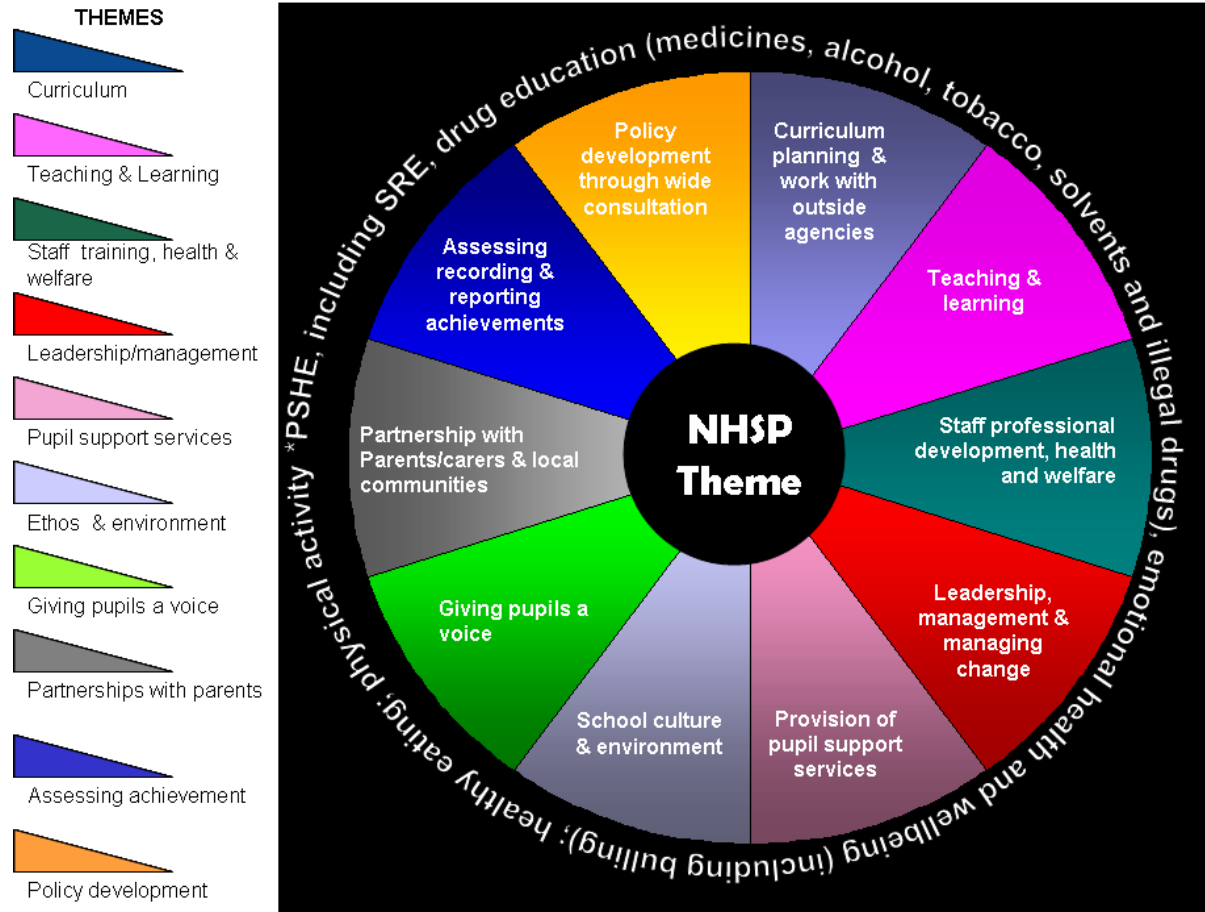 THEMES
Curriculum
Teaching & Learning
Staff training, health &
welfare
Leadership/management
Pupil support services
Ethos & environment
Giving pupils a voice
Partnerships with parents
Assessing achievement
Policy development
*PSHE, including SRE, drug education (medicines, alcohol, tobacco, solvents and illegal drugs), emotional health and wellbeing (including bulling); healthy eating; physical activity
Policy
development
through wide
consultation
Curriculum
planning &
work with
outside
agencies
Teaching &
learning
Staff professional
development, health
and welfare
Leadership,
management &
managing
change
Provision of
pupil support
services
School culture
& environment
Giving pupils a
voice
Partnership with
Parents/carers & local
communities
Assessing
recording &
reporting
achievements
NHSP
Theme